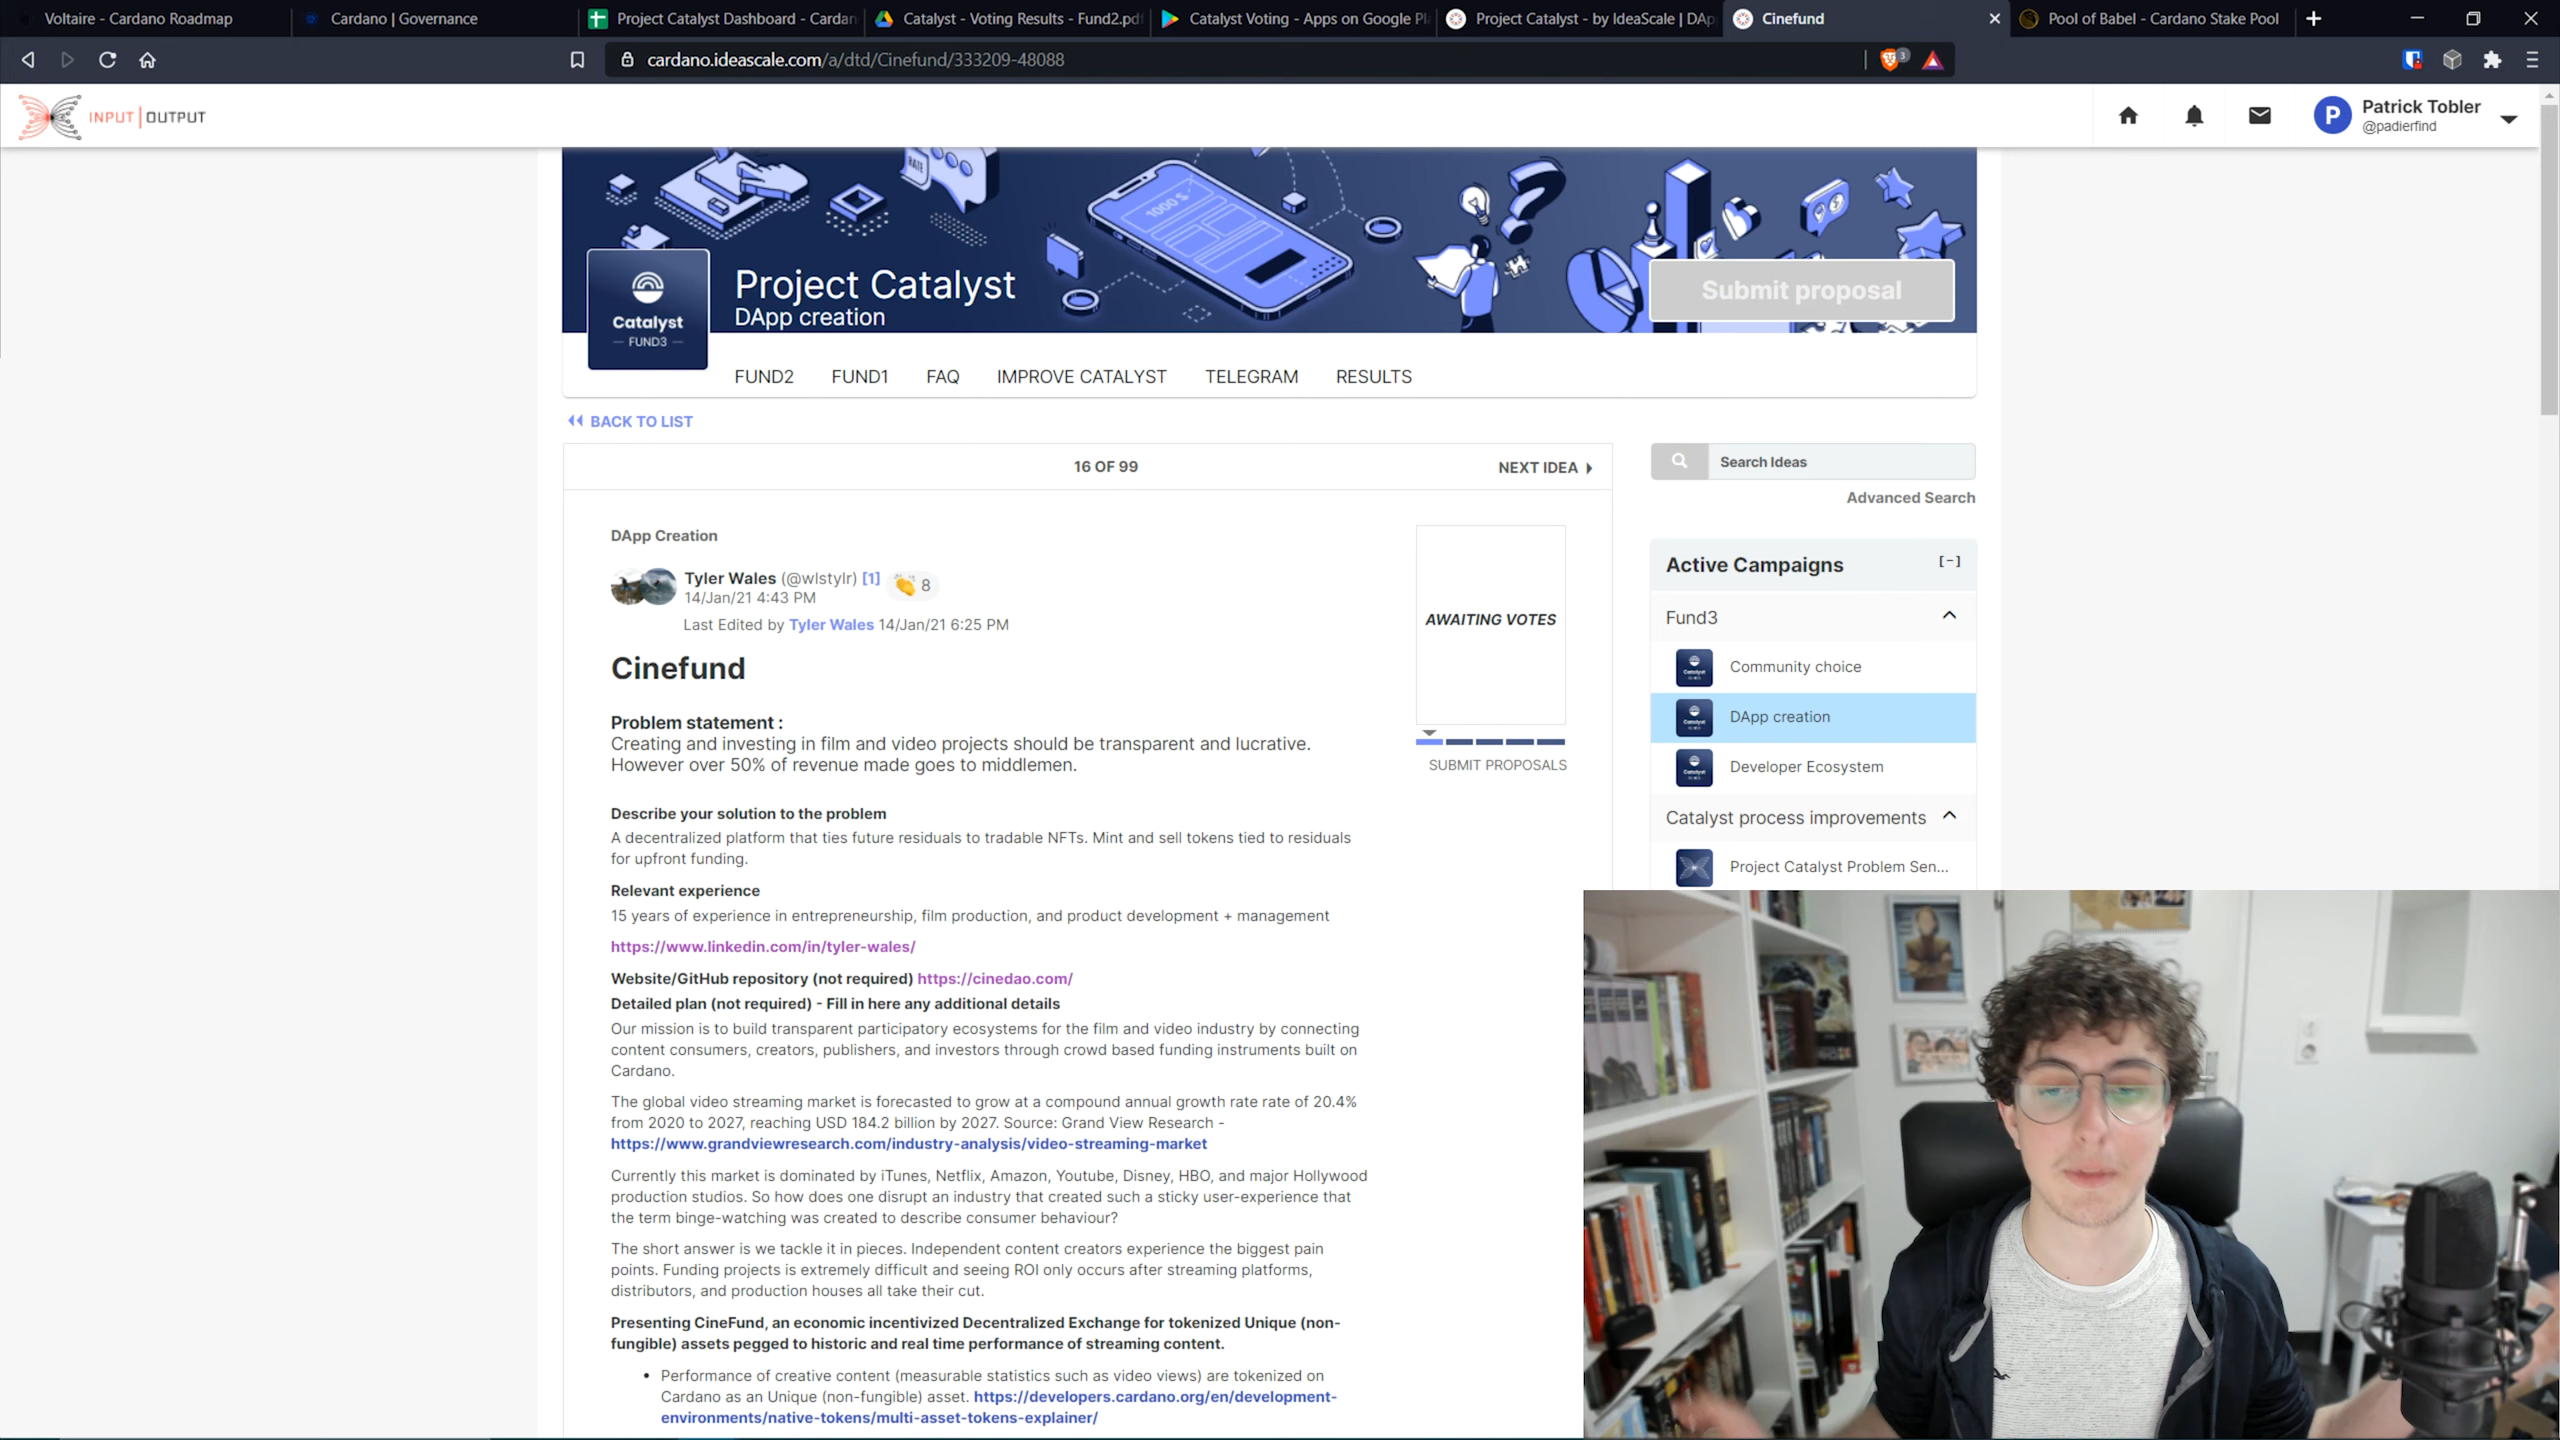 Voltaire - Cardano Roadmap
Cardano | Governance
Project Catalyst Dashboard - Cardan
Catalyst - Voting Results - Fund2.pdf
Catalyst Voting - Apps on Google Pl
Project Catalyst - by IdeaScale | DAp
Cinefund
Pool of Babel - Cardano Stake Pool
cardano.ideascale.com/a/dtd/Cinefund/333209-48088
3
INPUT | OUTPUT
P
Patrick Tobler
@padierfind
RATE
1000 $
Catalyst
FUND3
Project Catalyst
DApp creation
Submit proposal
FUND2
FUND1
FAQ
IMPROVE CATALYST
TELEGRAM
RESULTS
BACK TO LIST
16 OF 99
NEXT IDEA
Search Ideas
Advanced Search
DApp Creation
Tyler Wales (@wlstylr) [1]
8
14/Jan/21 4:43 PM
Last Edited by Tyler Wales 14/Jan/21 6:25 PM
AWAITING VOTES
SUBMIT PROPOSALS
Cinefund
Problem statement :
Creating and investing in film and video projects should be transparent and lucrative.
However over 50% of revenue made goes to middlemen.
Describe your solution to the problem
A decentralized platform that ties future residuals to tradable NFTs. Mint and sell tokens tied to residuals
for upfront funding.
Relevant experience
15 years of experience in entrepreneurship, film production, and product development + management
https://www.linkedin.com/in/tyler-wales/
Website/GitHub repository (not required) https://cinedao.com/
Detailed plan (not required) - Fill in here any additional details
Our mission is to build transparent participatory ecosystems for the film and video industry by connecting
content consumers, creators, publishers, and investors through crowd based funding instruments built on
Cardano.
The global video streaming market is forecasted to grow at a compound annual growth rate rate of 20.4%
from 2020 to 2027, reaching USD 184.2 billion by 2027. Source: Grand View Research -
https://www.grandviewresearch.com/industry-analysis/video-streaming-market
Currently this market is dominated by iTunes, Netflix, Amazon, Youtube, Disney, HBO, and major Hollywood
production studios. So how does one disrupt an industry that created such a sticky user-experience that
the term binge-watching was created to describe consumer behaviour?
The short answer is we tackle it in pieces. Independent content creators experience the biggest pain
points. Funding projects is extremely difficult and seeing ROI only occurs after streaming platforms,
distributors, and production houses all take their cut.
Presenting CineFund, an economic incentivized Decentralized Exchange for tokenized Unique (non-
fungible) assets pegged to historic and real time performance of streaming content.
• Performance of creative content (measurable statistics such as video views) are tokenized on
Cardano as an Unique (non-fungible) asset. https://developers.cardano.org/en/development-
environments/native-tokens/multi-asset-tokens-explainer/
Active Campaigns
[-]
Fund3
Community choice
DApp creation
Developer Ecosystem
Catalyst process improvements
Project Catalyst Problem Sen...